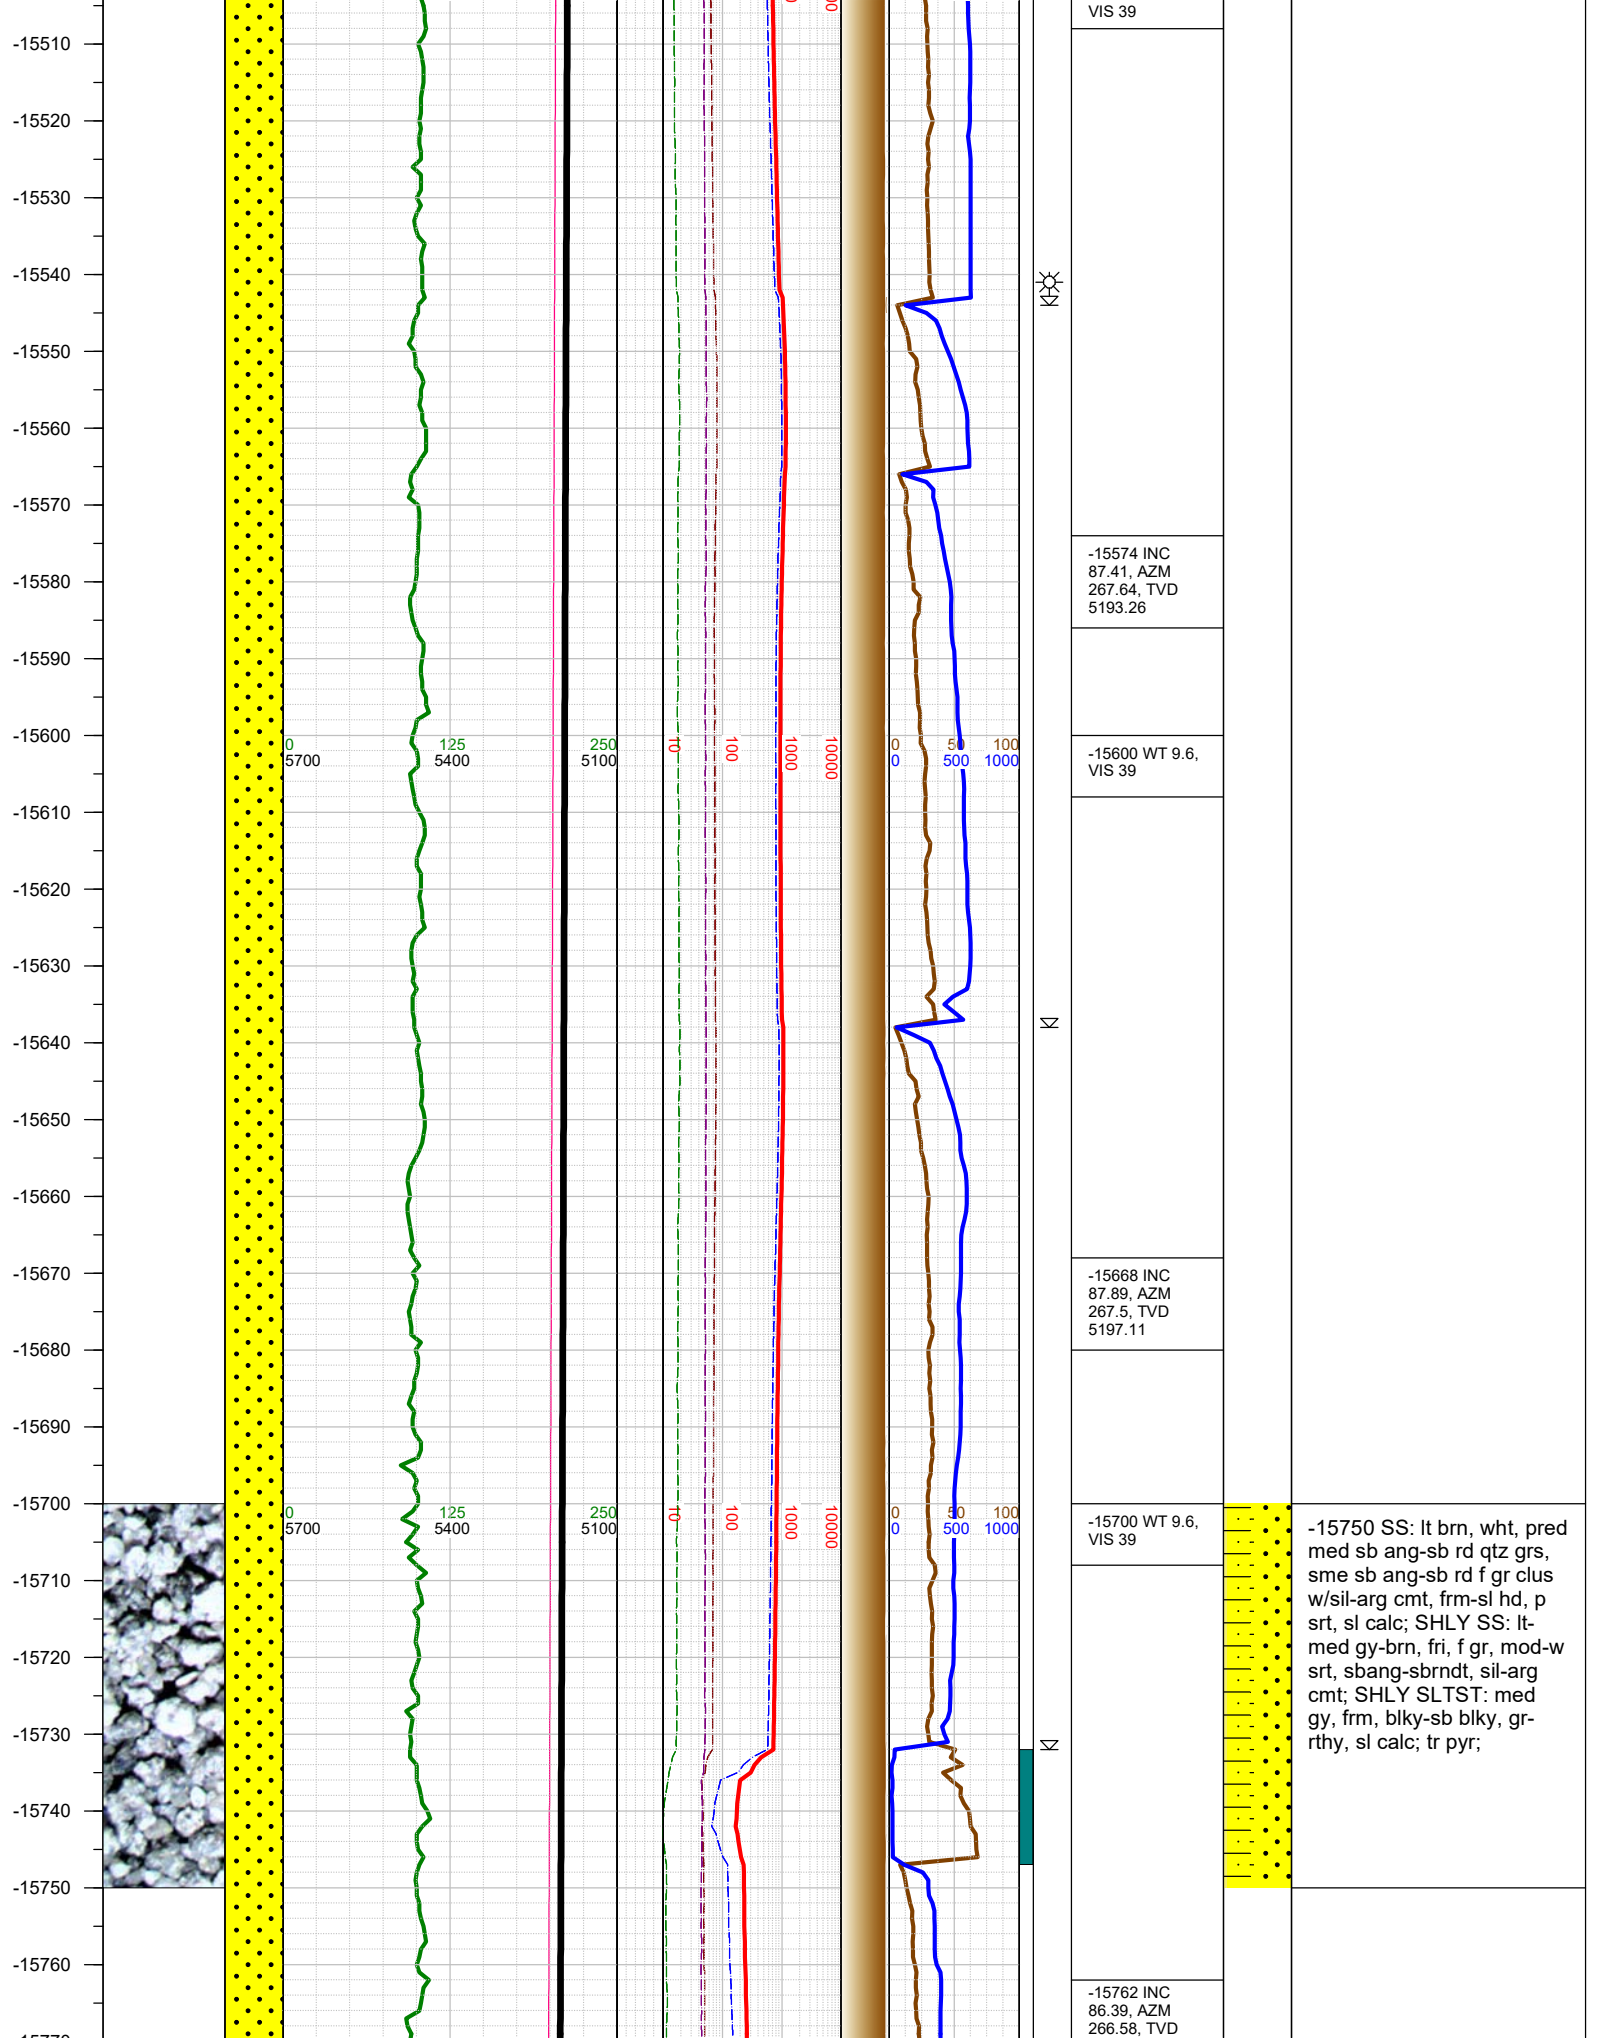 VIS 39
-15510
-15520
-15530
-15540
-15550
-15560
-15570
-15574 INC
87.41, AZM
267.64, TVD
5193.26
-15580
-15590
-15600
0 125 250
5700 5400 5100
10 100 1000 10000
0 50 100
0 500 1000
-15600 WT 9.6,
VIS 39
-15610
-15620
-15630
-15640
-15650
-15660
-15668 INC
87.89, AZM
267.5, TVD
5197.11
-15670
-15680
-15690
-15700
0 125 250
5700 5400 5100
10 100 1000 10000
0 50 100
0 500 1000
-15700 WT 9.6,
VIS 39
-15750 SS: lt brn, wht, pred
med sb ang-sb rd qtz grs,
sme sb ang-sb rd f gr clus
w/sil-arg cmt, frm-sl hd, p
srt, sl calc; SHLY SS: lt-
med gy-brn, fri, f gr, mod-w
srt, sbang-sbrndt, sil-arg
cmt; SHLY SLTST: med
gy, frm, blky-sb blky, gr-
rthy, sl calc; tr pyr;
-15710
-15720
-15730
-15740
-15750
-15760
-15762 INC
86.39, AZM
266.58, TVD
-15770